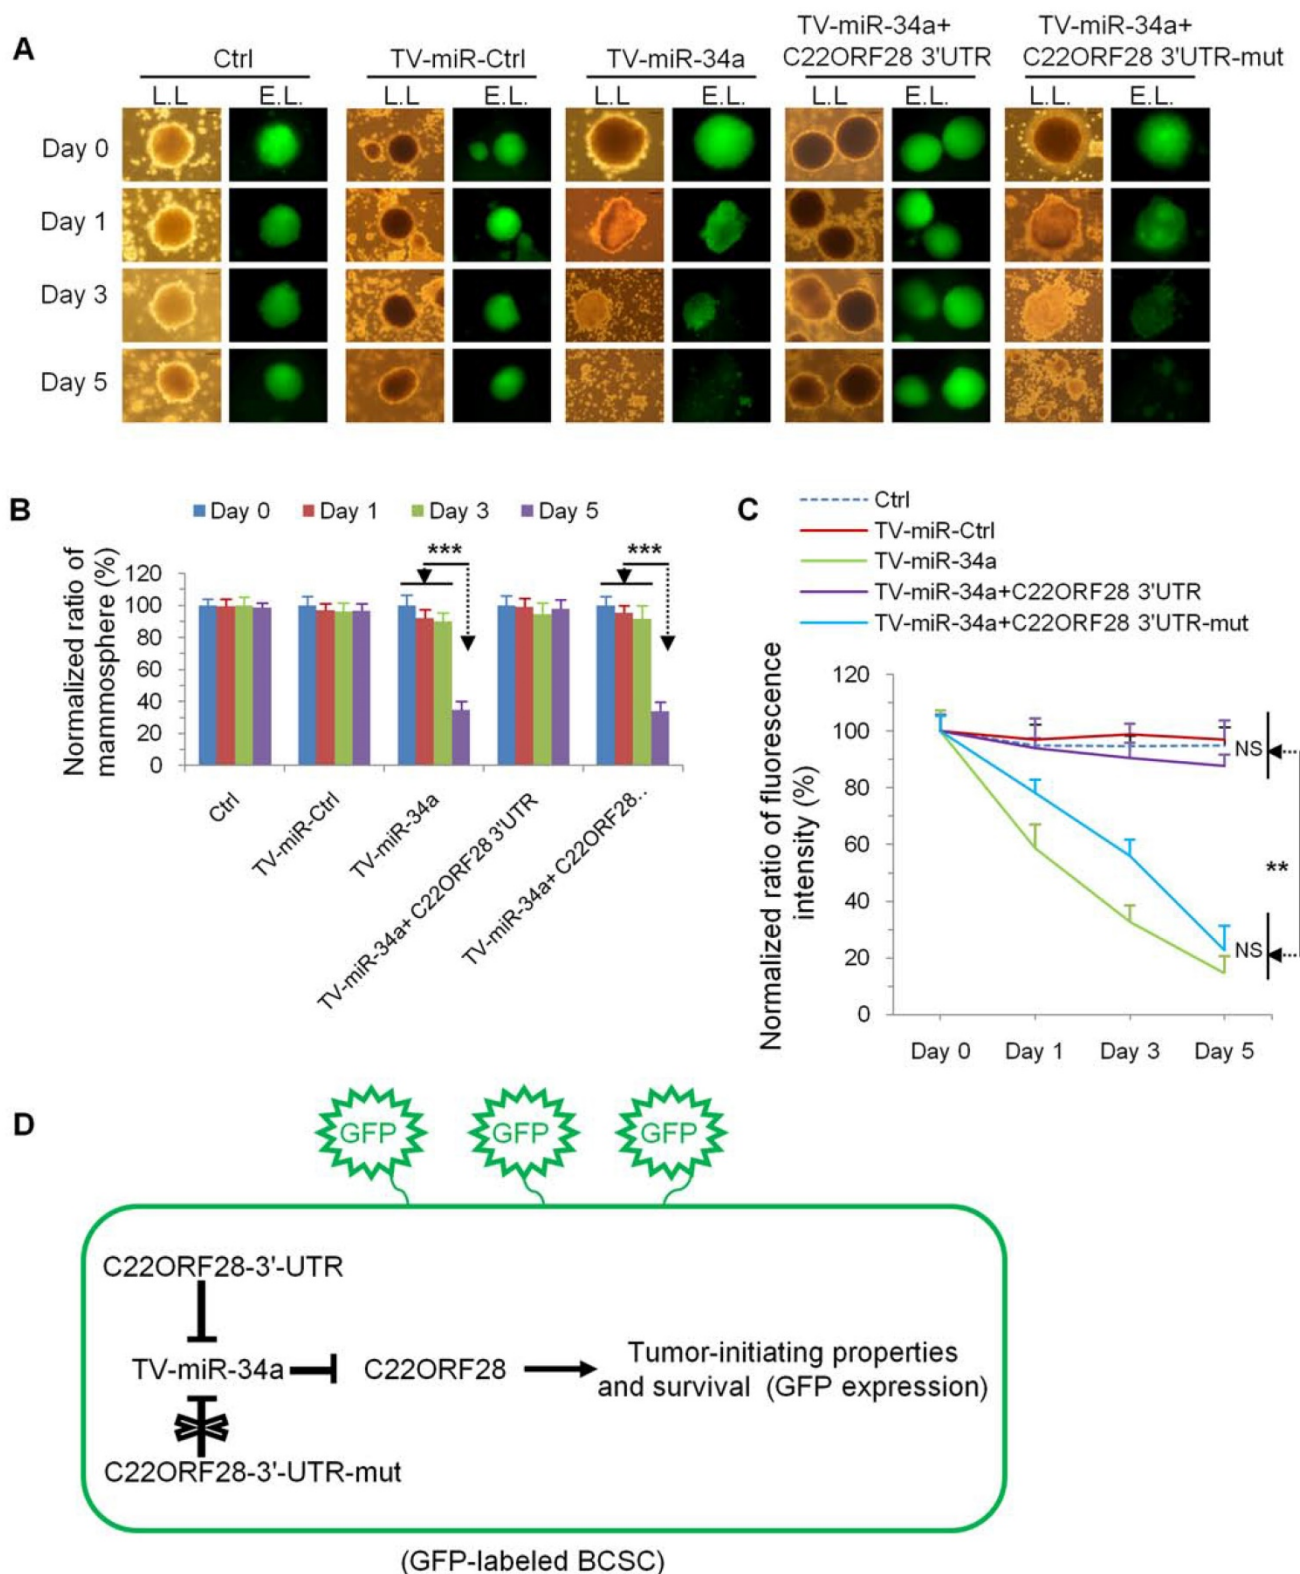 A
Ctrl
TV-miR-Ctrl
TV-miR-34a
TV-miR-34a+
C22ORF28 3'UTR
TV-miR-34a+
C22ORF28 3'UTR-mut
L.L E.L. L.L E.L. L.L E.L. L.L E.L. L.L. E.L.
Day 0
Day 1
Day 3
Day 5
B
Day 0 Day 1 Day 3 Day 5
*** ***
Normalized ratio of
mammosphere (%)
120
100
80
60
40
20
0
Ctrl
TV-miR-Ctrl
TV-miR-34a
TV-miR-34a+ C22ORF28 3'UTR
TV-miR-34a+ C22ORF28..
C
Ctrl
TV-miR-Ctrl
TV-miR-34a
TV-miR-34a+C22ORF28 3'UTR
TV-miR-34a+C22ORF28 3'UTR-mut
Normalized ratio of fluorescence
intensity (%)
120
100
80
60
40
20
0
NS
**
NS
Day 0 Day 1 Day 3 Day 5
D
GFP GFP GFP
C22ORF28-3'-UTR
TV-miR-34a
C22ORF28
Tumor-initiating properties
and survival (GFP expression)
C22ORF28-3'-UTR-mut
(GFP-labeled BCSC)